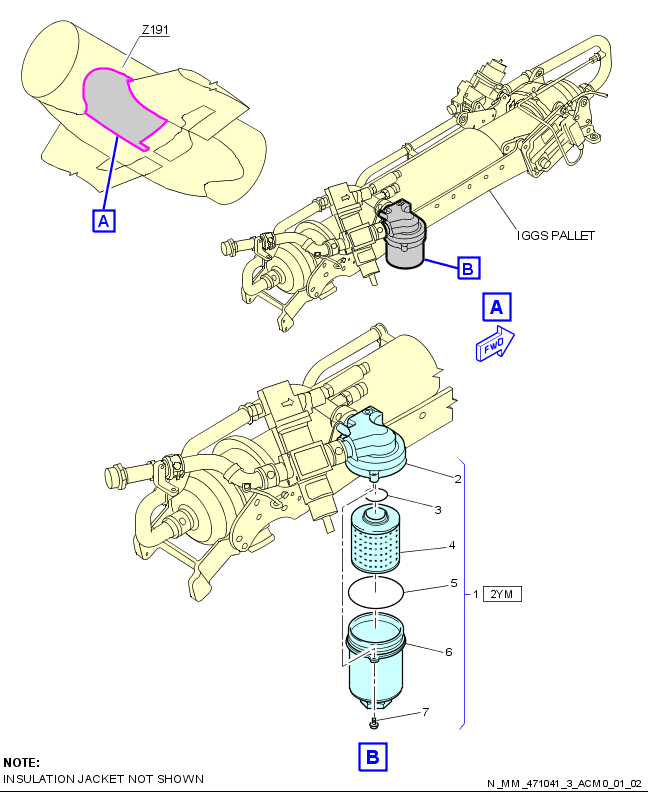 Z191
A
IGGS PALLET
B
A
FWD
2
3
4
5
1 2YM
6
7
B
NOTE:
INSULATION JACKET NOT SHOWN
N_MM_471041_3_ACM0_01_02